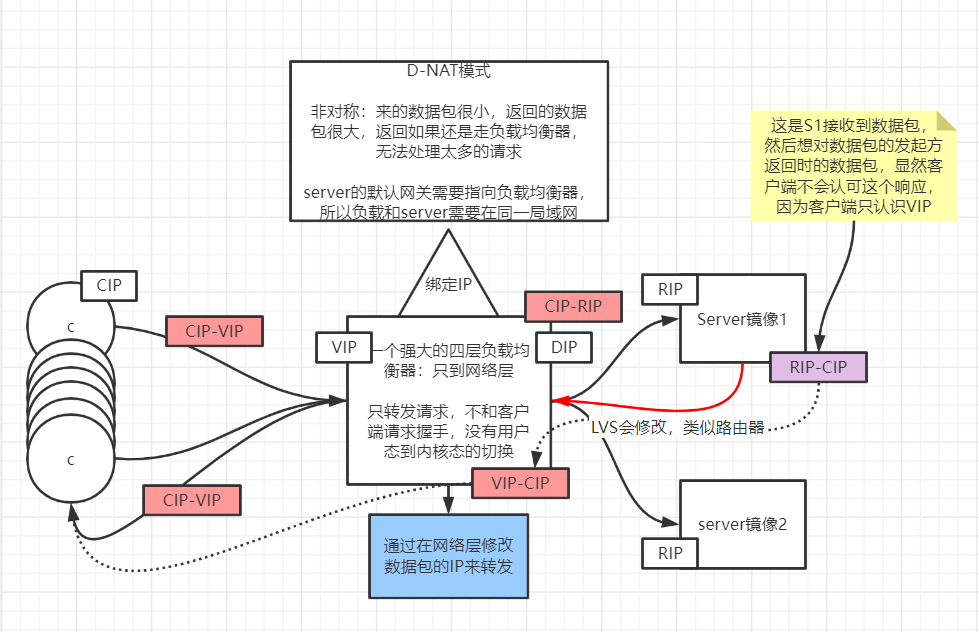 D-NAT模式
非对称：来的数据包很小，返回的数据
包很大，返回如果还是走负载均衡器，
无法处理太多的请求
server的默认网关需要指向负载均衡器，
所以负载和server需要在同一局域网
这是S1接收到数据包，
然后想对数据包的发起方
返回时的数据包，显然客
户端不会认可这个响应，
因为客户端只认识VIP
绑定IP
CIP
c
CIP-VIP
CIP-RIP
RIP
Server镜像1
VIP
DIP
一个强大的四层负载均
衡器：只到网络层
只转发请求，不和客户
端请求握手，没有用户
态到内核态的切换
RIP-CIP
LVS会修改，类似路由器
c
CIP-VIP
VIP-CIP
server镜像2
RIP
通过在网络层修改
数据包的IP来转发